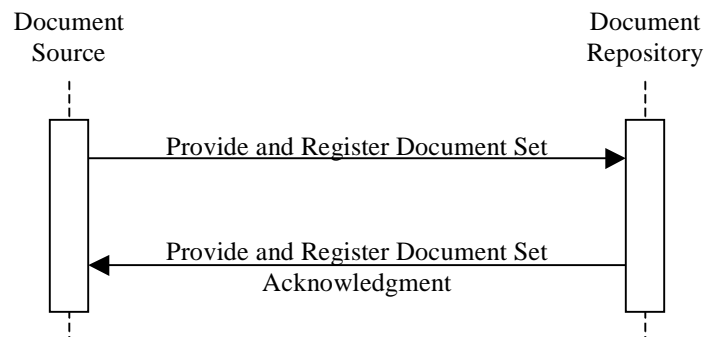 Document
Source
Document
Repository
Provide and Register Document Set
Provide and Register Document Set
Acknowledgment